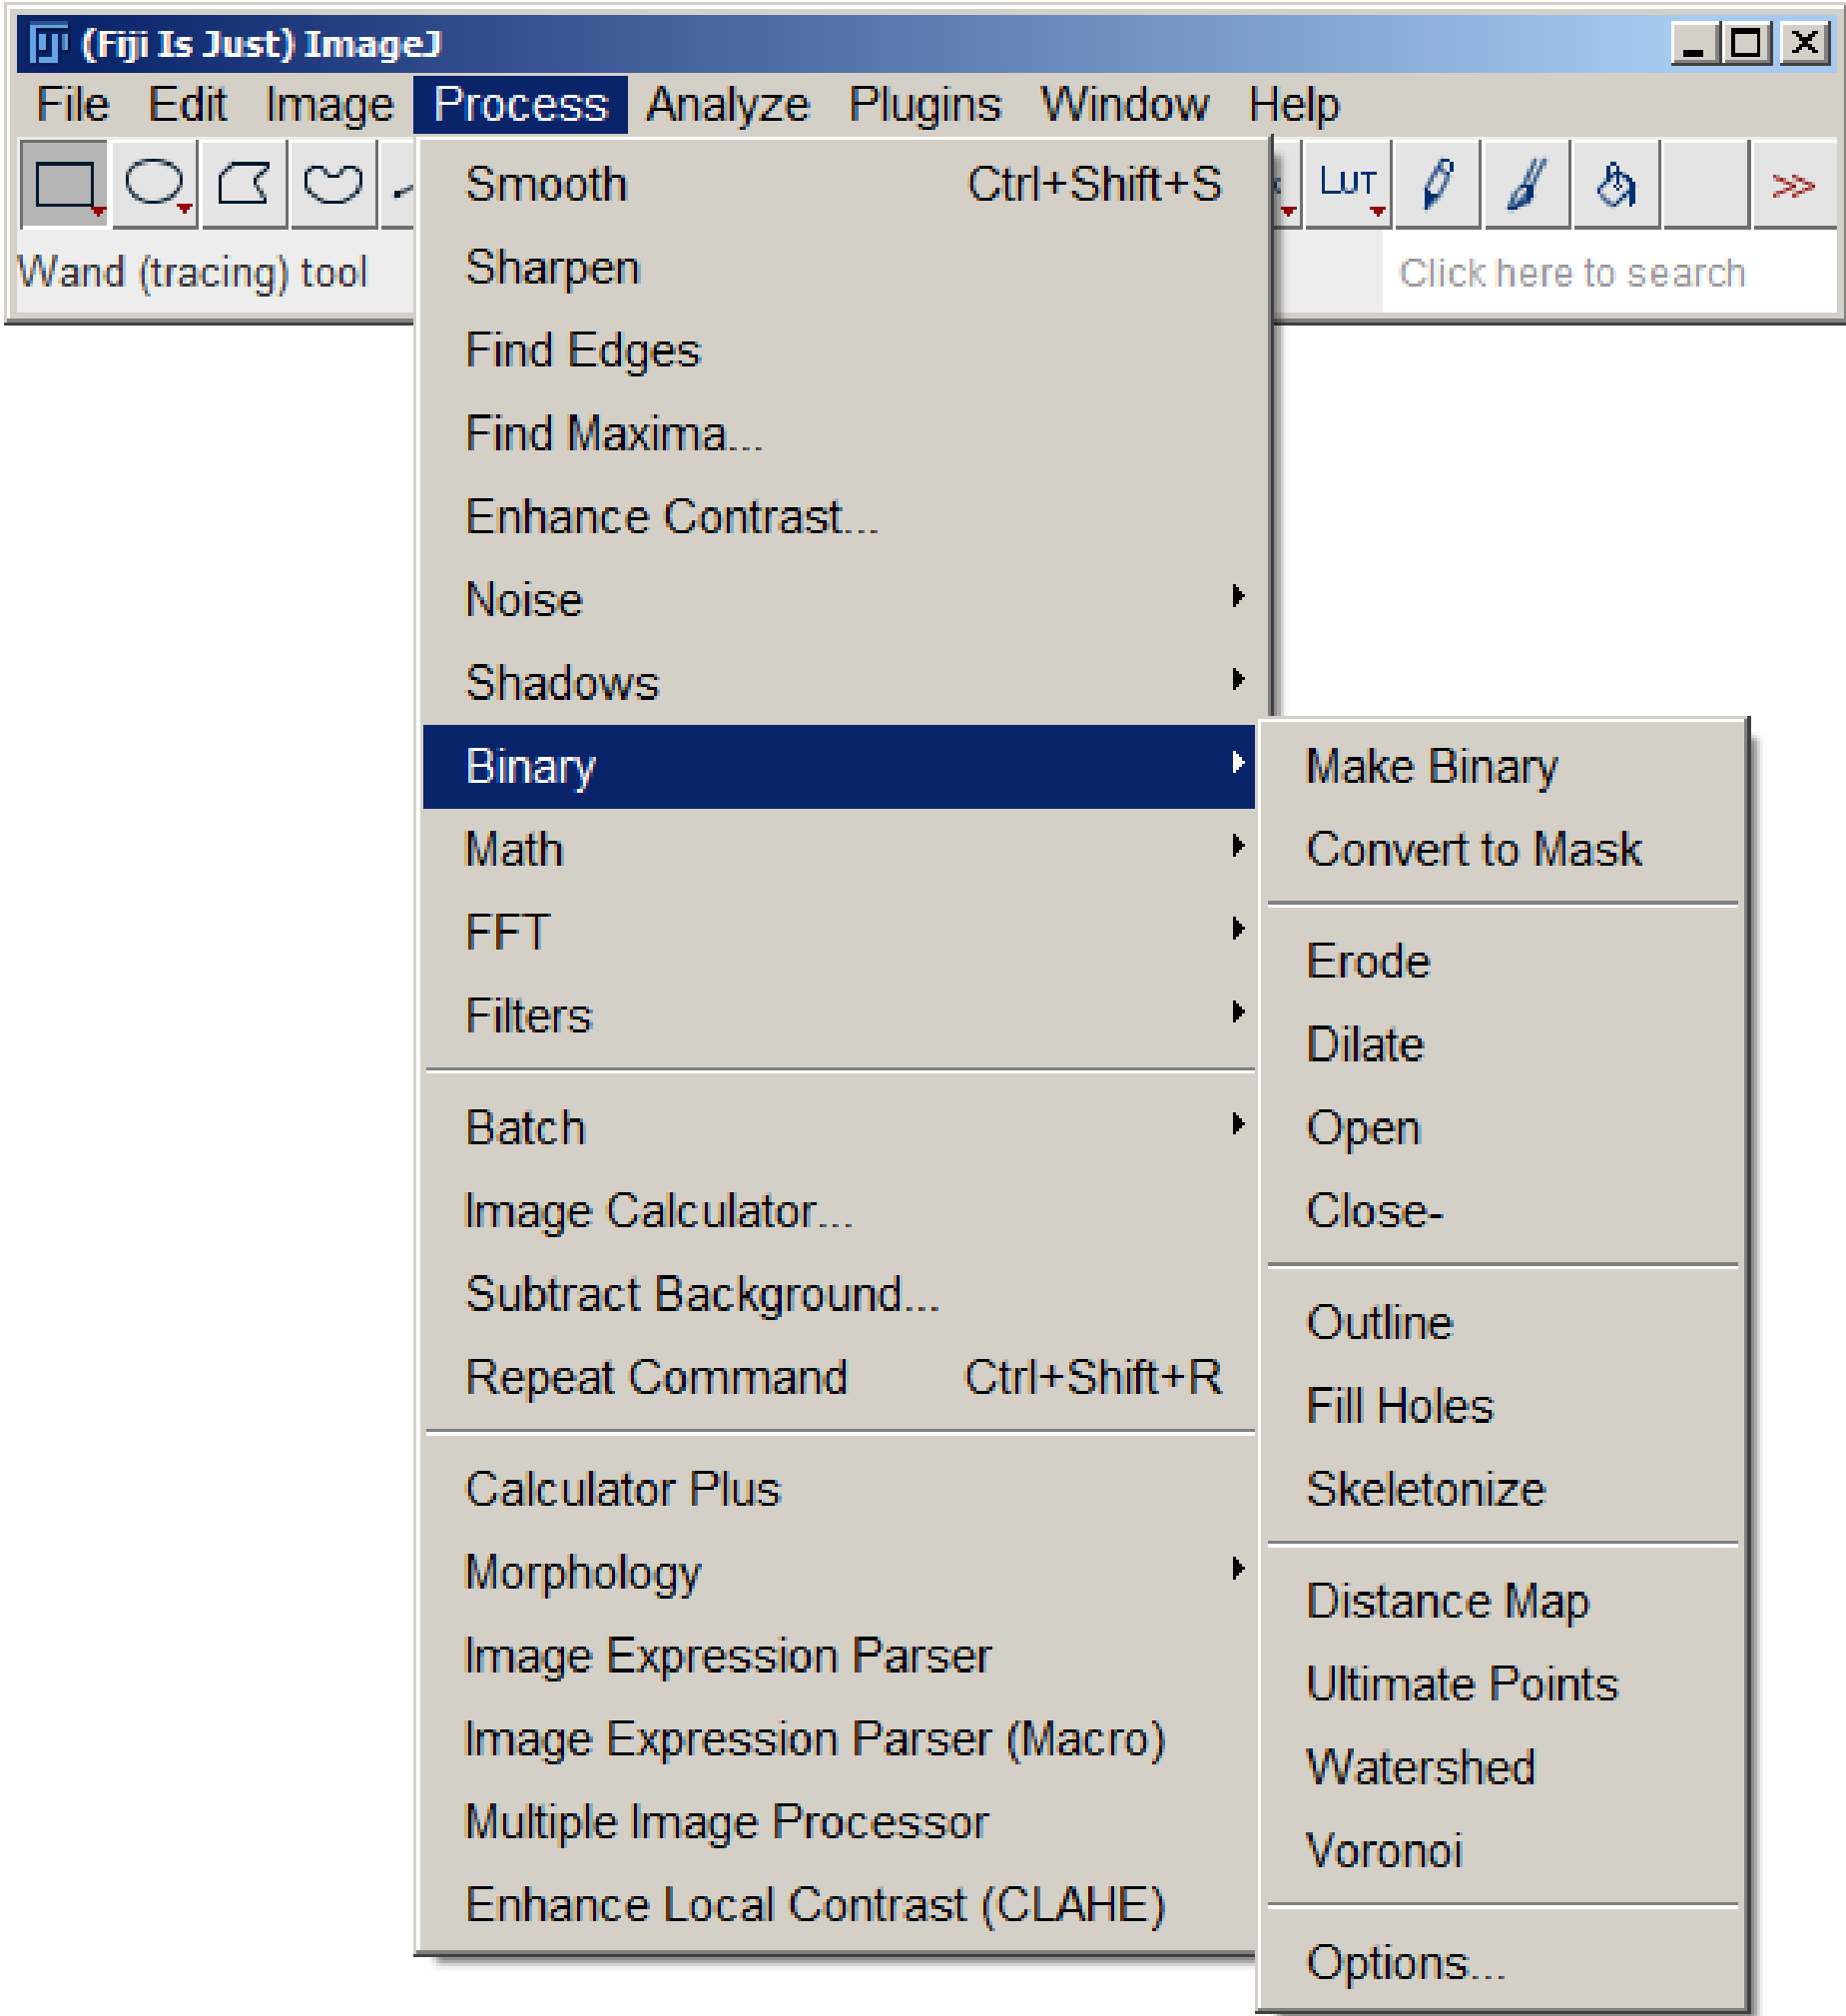 (Fiji Is Just) ImageJ
File Edit Image Process Analyze Plugins Window Help
LUT >>
Wand (tracing) tool
Click here to search
Smooth Ctrl+Shift+S
Sharpen
Find Edges
Find Maxima...
Enhance Contrast...
Noise
Shadows
Binary
Math
FFT
Filters
Batch
Image Calculator...
Subtract Background...
Repeat Command Ctrl+Shift+R
Calculator Plus
Morphology
Image Expression Parser
Image Expression Parser (Macro)
Multiple Image Processor
Enhance Local Contrast (CLAHE)
Make Binary
Convert to Mask
Erode
Dilate
Open
Close-
Outline
Fill Holes
Skeletonize
Distance Map
Ultimate Points
Watershed
Voronoi
Options...